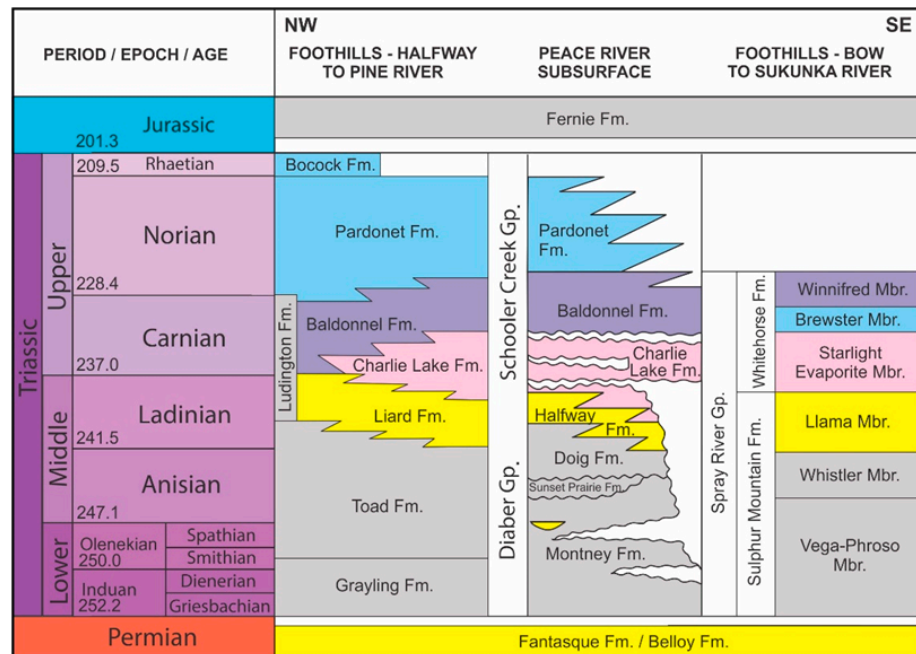 NW
SE
PERIOD / EPOCH / AGE
FOOTHILLS - HALFWAY
TO PINE RIVER
PEACE RIVER
SUBSURFACE
FOOTHILLS - BOW
TO SUKUNKA RIVER
Jurassic
201.3
Fernie Fm.
Triassic
Upper
209.5
Rhaetian
Norian
228.4
Carnian
237.0
Middle
Ladinian
241.5
Anisian
247.1
Lower
Olenekian
250.0
Spathian
Smithian
Induan
252.2
Dienerian
Griesbachian
Permian
Bocock Fm.
Pardonet Fm.
Ludington Fm.
Baldonnel Fm.
Charlie Lake Fm.
Liard Fm.
Toad Fm.
Grayling Fm.
Schooler Creek Gp.
Diaber Gp.
Pardonet
Fm.
Baldonnel Fm.
Charlie
Lake Fm.
Halfway
Fm.
Doig Fm.
Sunset Prairie Fm.
Montney Fm.
Spray River Gp.
Whitehorse Fm.
Sulphur Mountain Fm.
Winnifred Mbr.
Brewster Mbr.
Starlight
Evaporite Mbr.
Llama Mbr.
Whistler Mbr.
Vega-Phroso
Mbr.
Fantasque Fm. / Belloy Fm.